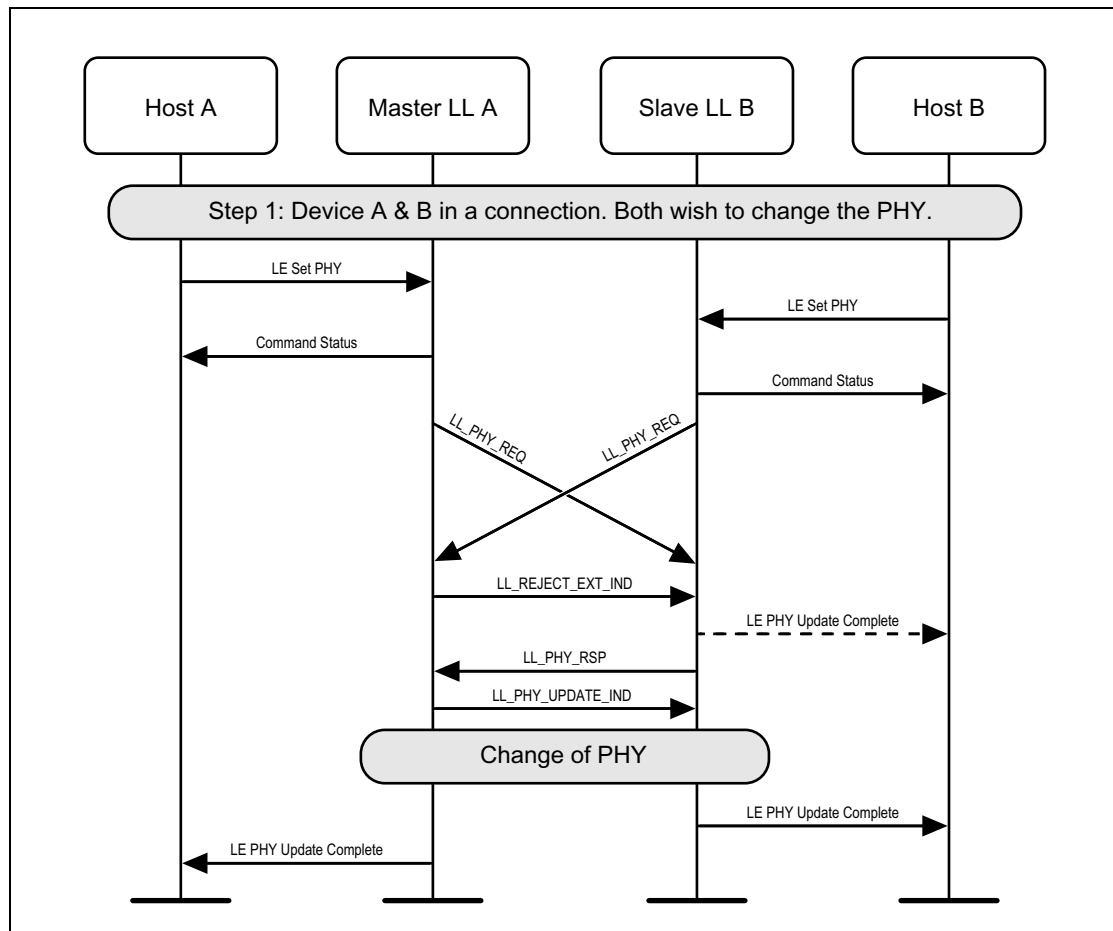 Host A
Master LL A
Slave LL B
Host B
Step 1: Device A & B in a connection. Both wish to change the PHY.
LE Set PHY
LE Set PHY
Command Status
Command Status
LL_PHY_REQ
LL_PHY_REQ
LL_REJECT_EXT_IND
LE PHY Update Complete
LL_PHY_RSP
LL_PHY_UPDATE_IND
Change of PHY
LE PHY Update Complete
LE PHY Update Complete